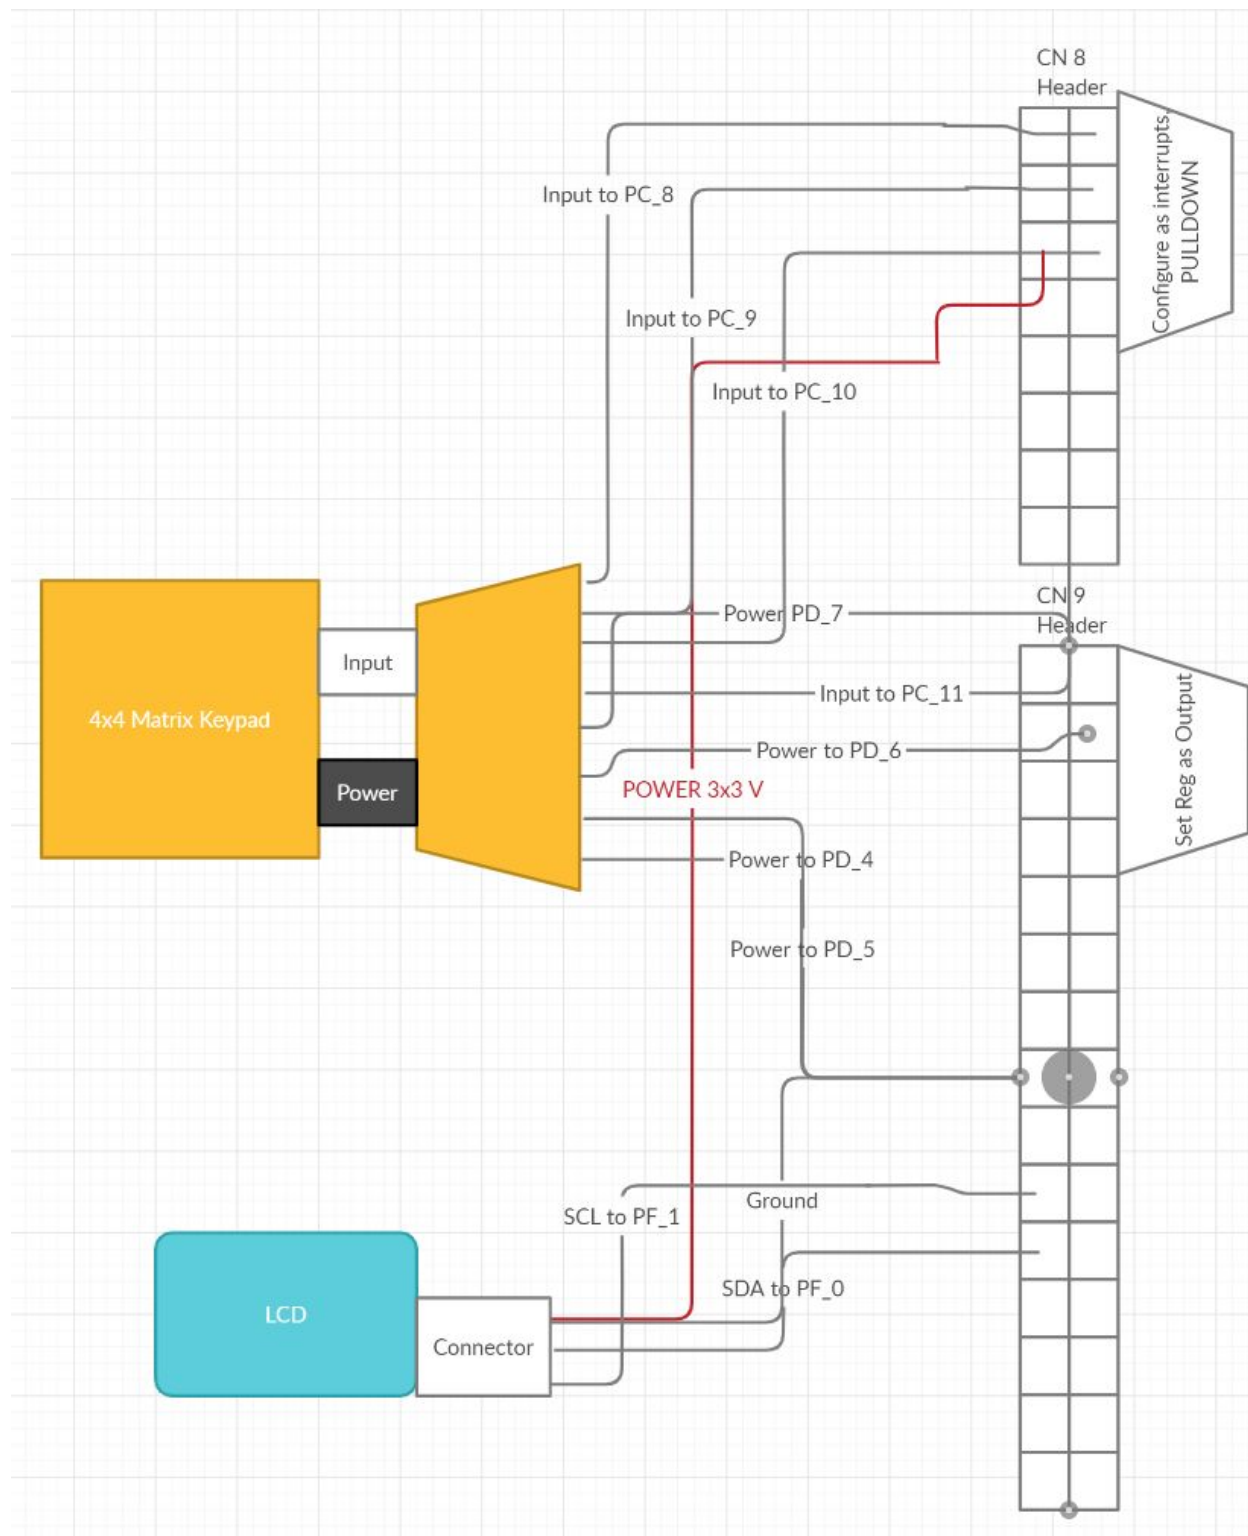 CN 8
Header
Configure as interrupts,
PULLDOWN
Input to PC_8
Input to PC_9
Input to PC_10
CN 9
Header
Power PD_7
Input
Input to PC_11
4x4 Matrix Keypad
Power to PD_6
Set Reg as Output
Power
POWER 3x3 V
Power to PD_4
Power to PD_5
Ground
SCL to PF_1
SDA to PF_0
LCD
Connector